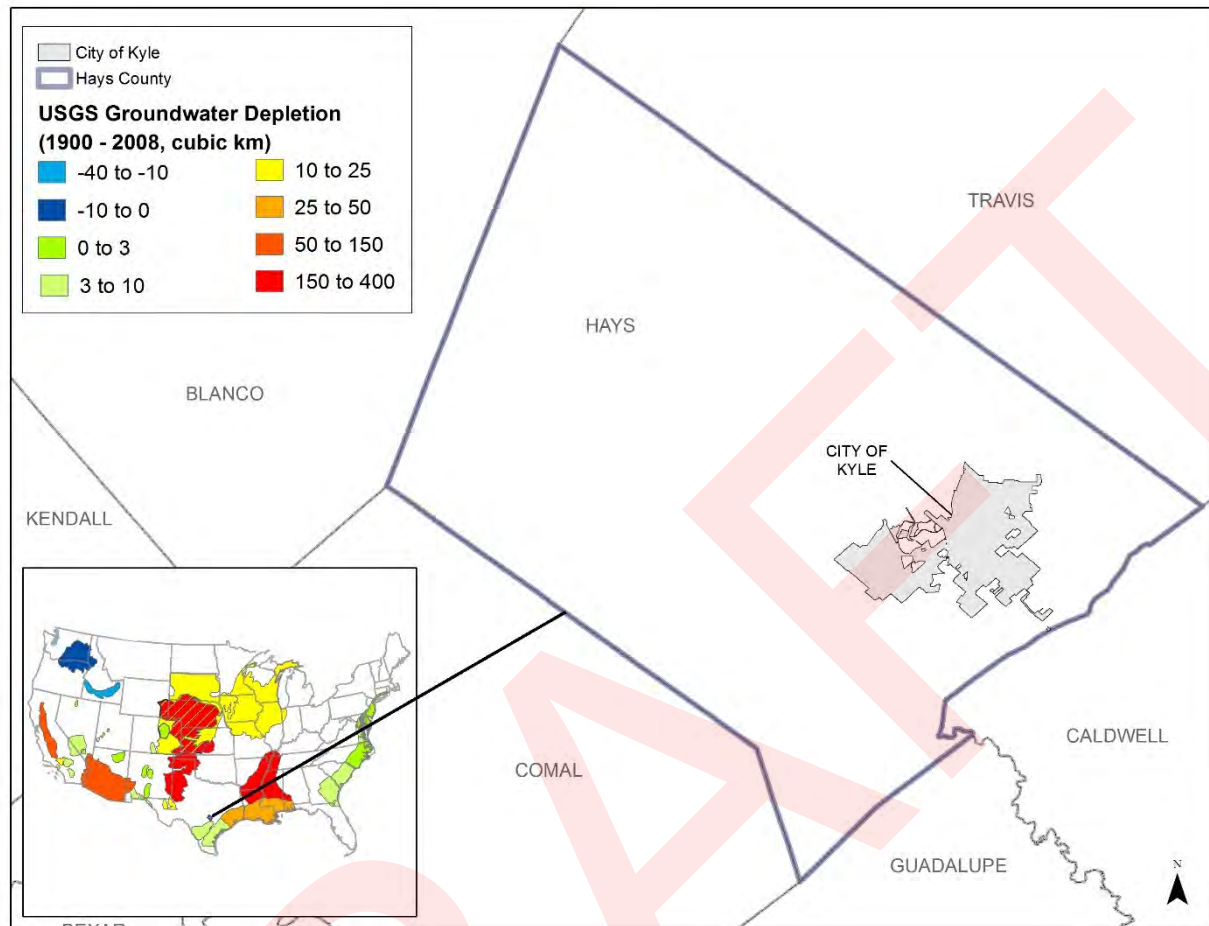 City of Kyle
Hays County
USGS Groundwater Depletion
(1900 - 2008, cubic km)
-40 to -10
-10 to 0
0 to 3
3 to 10
10 to 25
25 to 50
50 to 150
150 to 400
TRAVIS
HAYS
BLANCO
CITY OF
KYLE
KENDALL
COMAL
CALDWELL
GUADALUPE
N
BEXAR
DRAFT